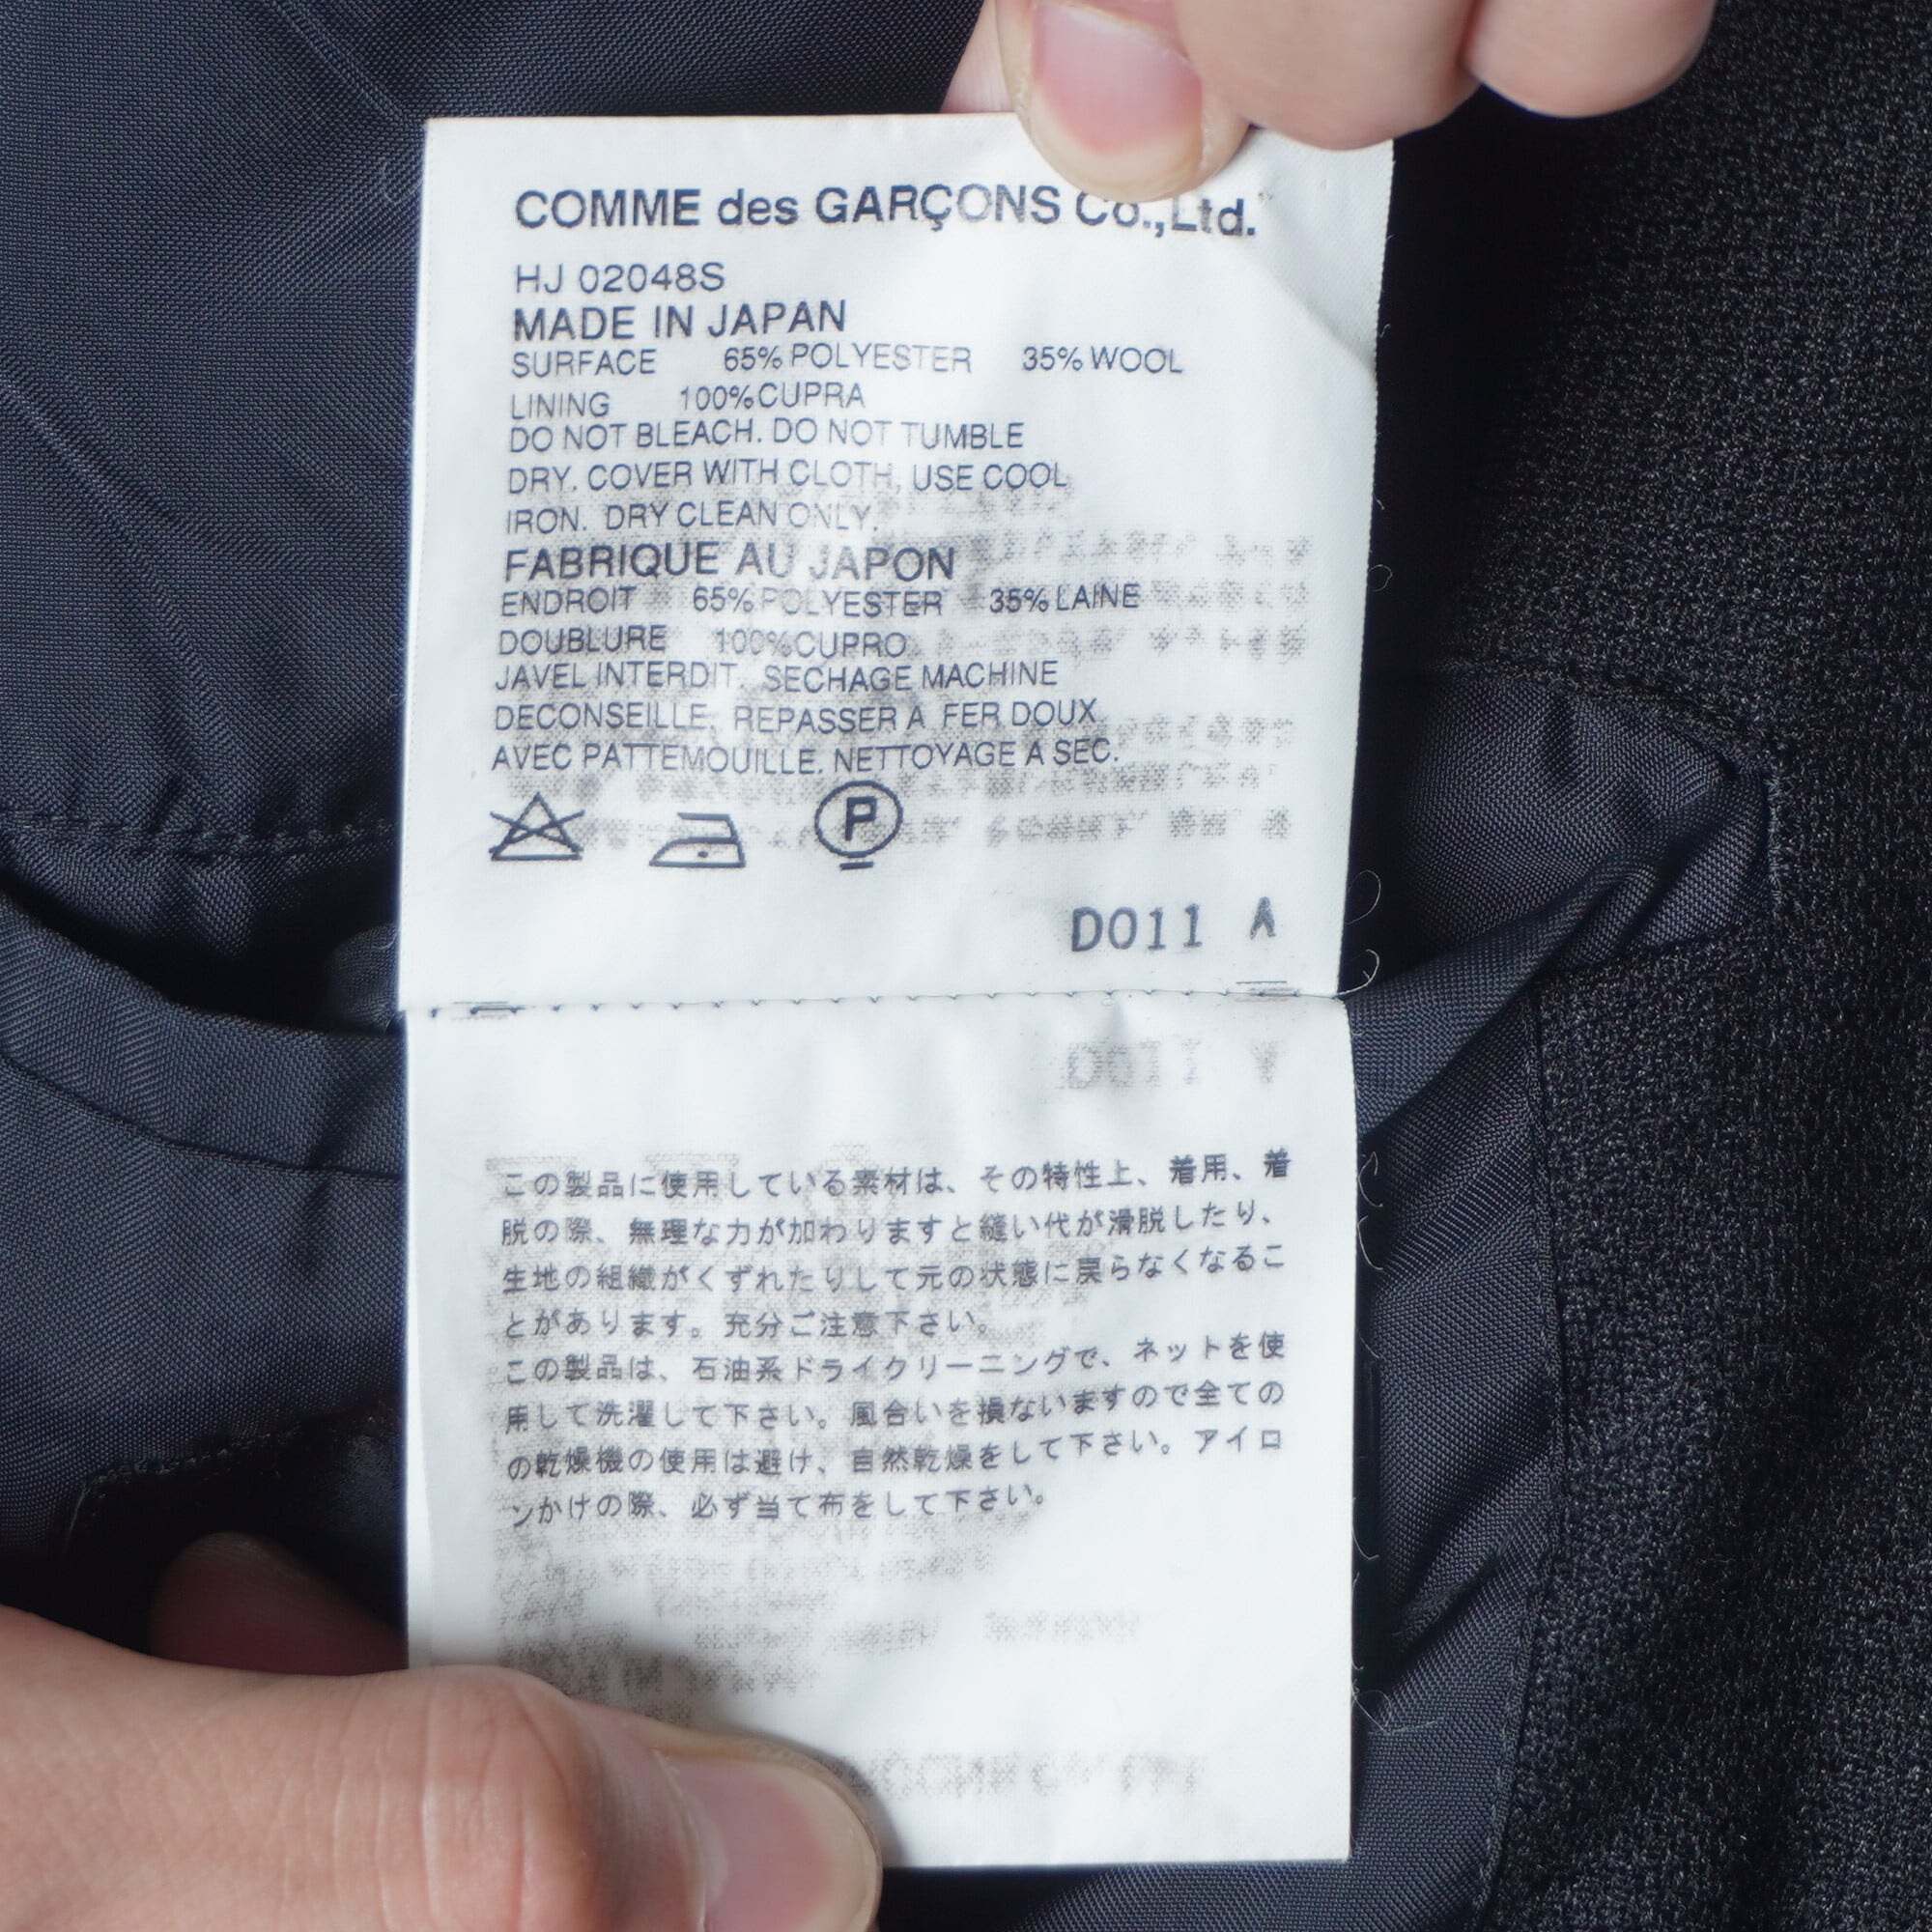 COMME des GARÇONS Co.,Ltd.
HJ 02048S
MADE IN JAPAN
SURFACE 65% POLYESTER 35% WOOL
LINING 100%CUPRA
DO NOT BLEACH. DO NOT TUMBLE
DRY. COVER WITH CLOTH, USE COOL
IRON. DRY CLEAN ONLY.
FABRIQUE AU JAPON
ENDROIT 65% POLYESTER 35% LAINE
DOUBLURE 100%CUPRO
JAVEL INTERDIT. SECHAGE MACHINE
DECONSEILLE. REPASSER A FER DOUX
AVEC PATTEMOUILLE. NETTOYAGE A SEC.
P
D011 A
この製品に使用している素材は、その特性上、着用、着
脱の際、無理な力が加わりますと縫い代が滑脱したり、
生地の組織がくずれたりして元の状態に戻らなくなるこ
とがあります。充分ご注意下さい。
この製品は、石油系ドライクリーニングで、ネットを使
用して洗濯して下さい。風合いを損ないますので全ての
の乾燥機の使用は避け、自然乾燥をして下さい。アイロ
ンかけの際、必ず当て布をして下さい。